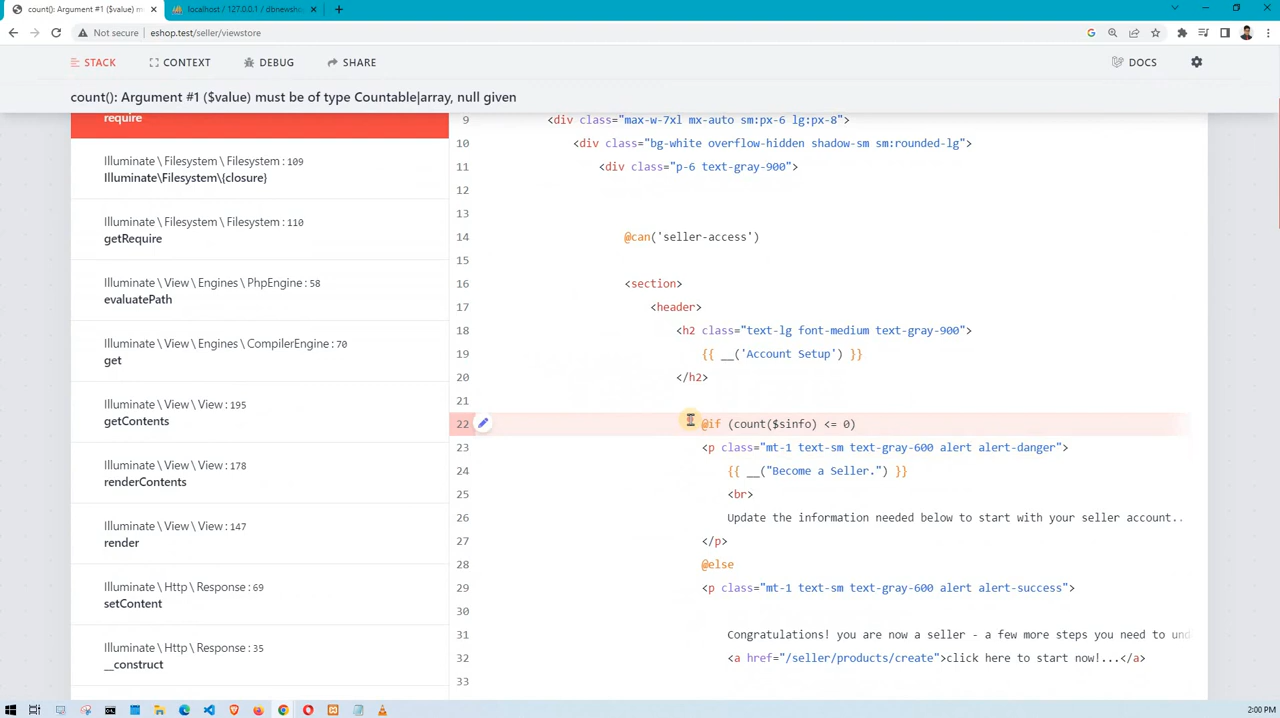 count(): Argument #1 ($value) m
localhost / 127.0.0.1 / dbnewshe
Not secure
eshop.test/seller/viewstore
STACK
CONTEXT
DEBUG
SHARE
DOCS
count(): Argument #1 ($value) must be of type Countable|array, null given
require
Illuminate \ Filesystem \ Filesystem : 109
Illuminate\Filesystem\{closure}
Illuminate \ Filesystem \ Filesystem : 110
getRequire
Illuminate \ View \ Engines \ PhpEngine : 58
evaluatePath
Illuminate \ View \ Engines \ CompilerEngine : 70
get
Illuminate \ View \ View : 195
getContents
Illuminate \ View \ View : 178
renderContents
Illuminate \ View \ View : 147
render
Illuminate \ Http \ Response : 69
setContent
Illuminate \ Http \ Response : 35
__construct
9 <div class="max-w-7xl mx-auto sm:px-6 lg:px-8">
10 <div class="bg-white overflow-hidden shadow-sm sm:rounded-lg">
11 <div class="p-6 text-gray-900">
12
13
14 @can('seller-access')
15
16 <section>
17 <header>
18 <h2 class="text-lg font-medium text-gray-900">
19 {{ __('Account Setup') }}
20 </h2>
21
22 @if (count($sinfo) <= 0)
23 <p class="mt-1 text-sm text-gray-600 alert alert-danger">
24 {{ __("Become a Seller.") }}
25 <br>
26 Update the information needed below to start with your seller account..
27 </p>
28 @else
29 <p class="mt-1 text-sm text-gray-600 alert alert-success">
30
31 Congratulations! you are now a seller - a few more steps you need to und
32 <a href="/seller/products/create">click here to start now!...</a>
33
2:00 PM